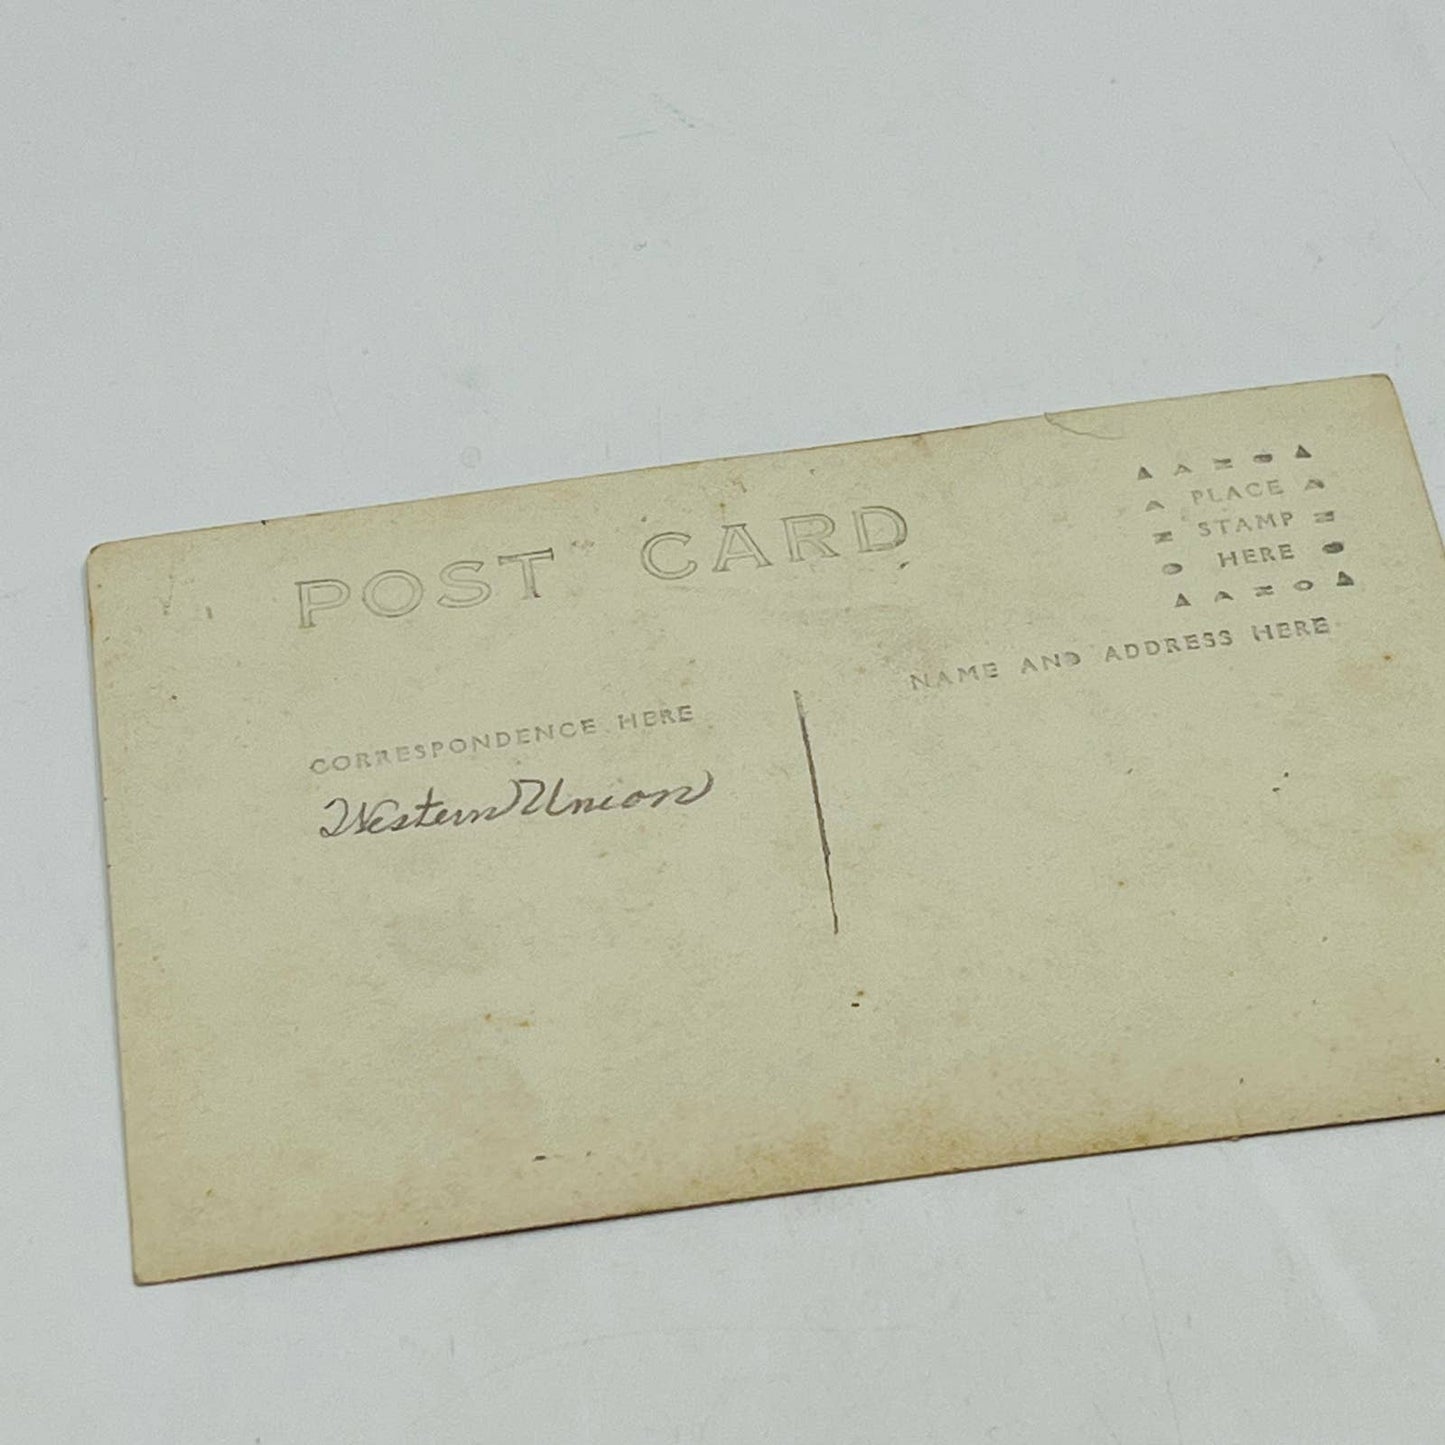 POST CARD
PLACE
STAMP
HERE
NAME AND ADDRESS HERE
CORRESPONDENCE HERE
Western Union